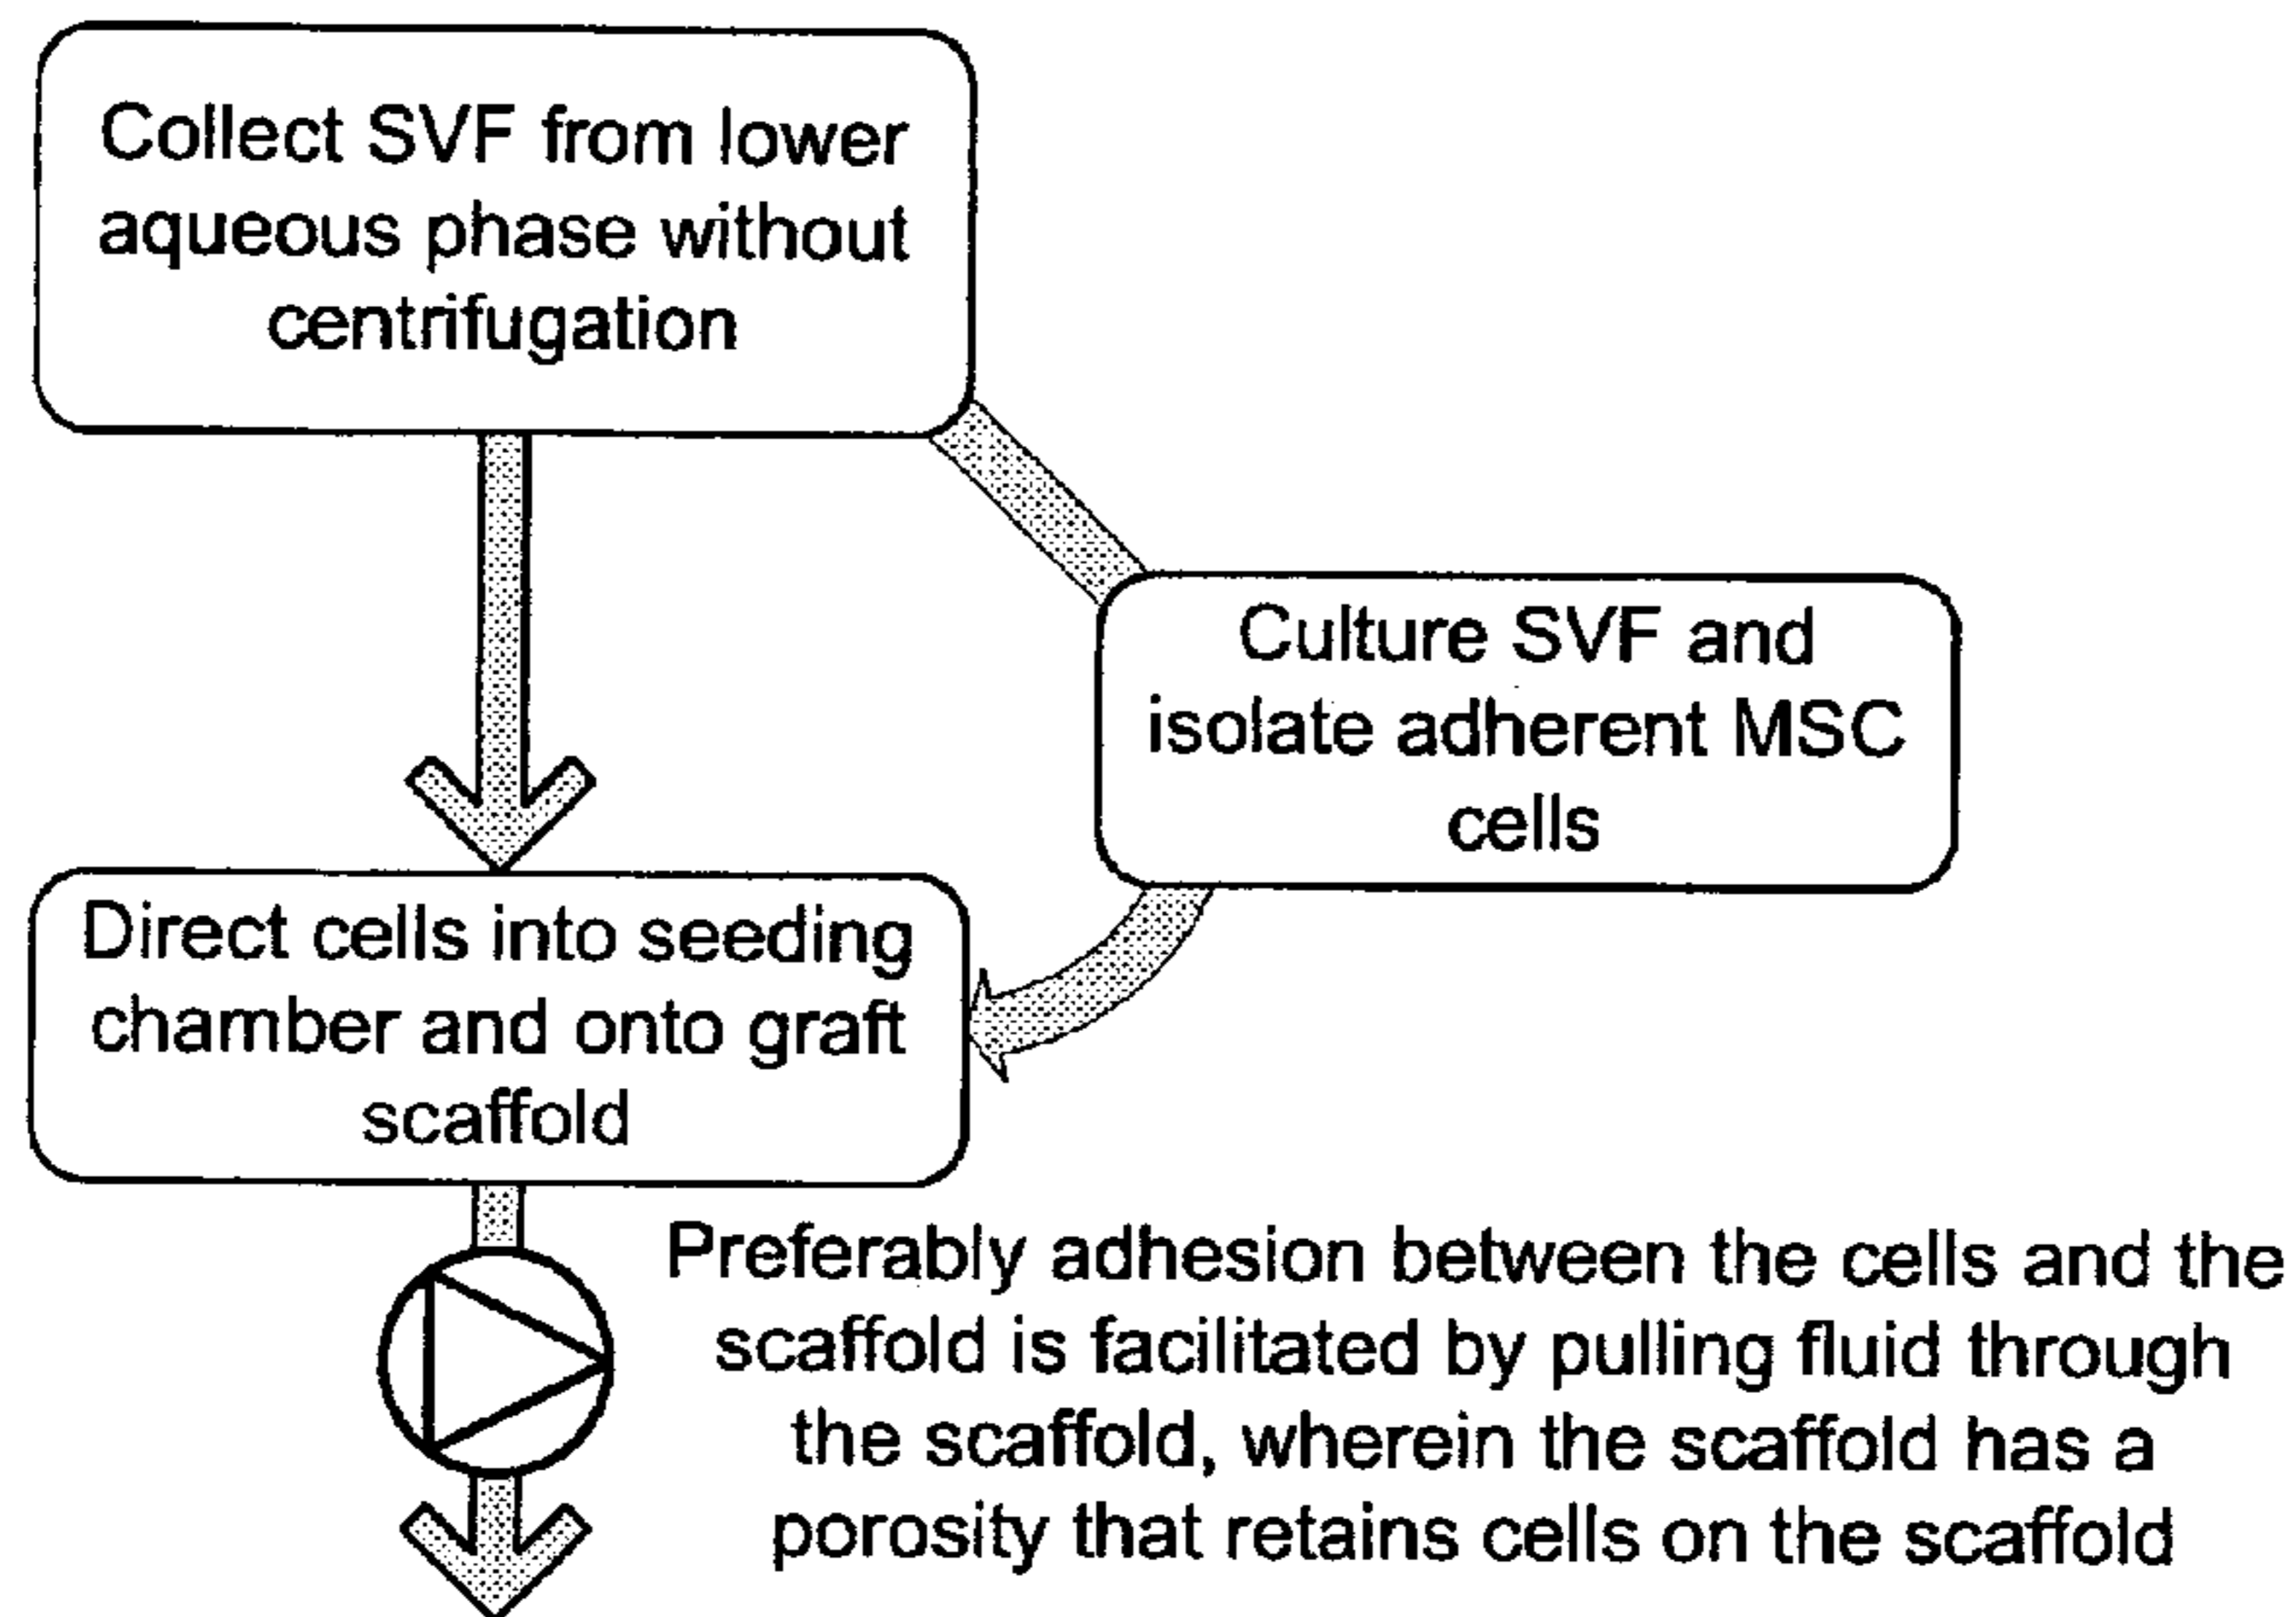 Collect SVF from lower
aqueous phase without
centrifugation
Culture SVF and
isolate adherent MSC
cells
Direct cells into seeding
chamber and onto graft
scaffold
Preferably adhesion between the cells and the
scaffold is facilitated by pulling fluid through
the scaffold, wherein the scaffold has a
porosity that retains cells on the scaffold